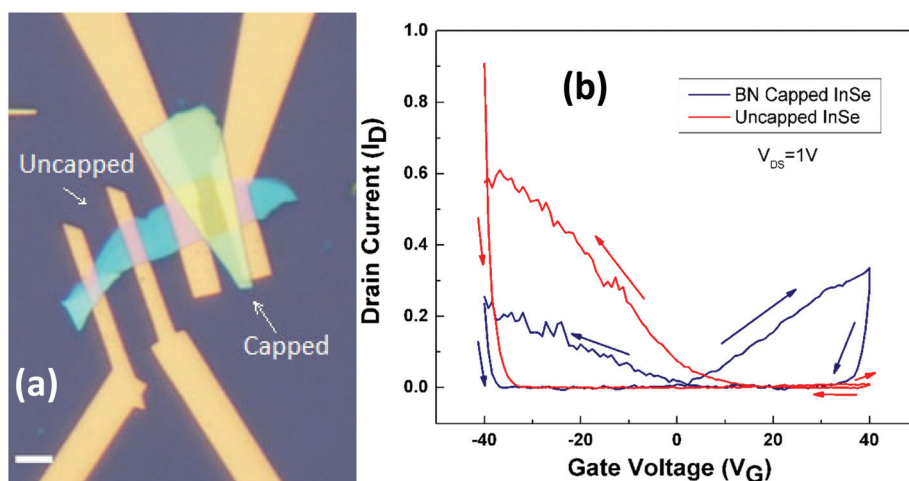 Uncapped
Capped
(a)
(b)
BN Capped InSe
Uncapped InSe
V_DS=1V
Drain Current (I_D)
1.0
0.8
0.6
0.4
0.2
0.0
-40 -20 0 20 40
Gate Voltage (V_G)